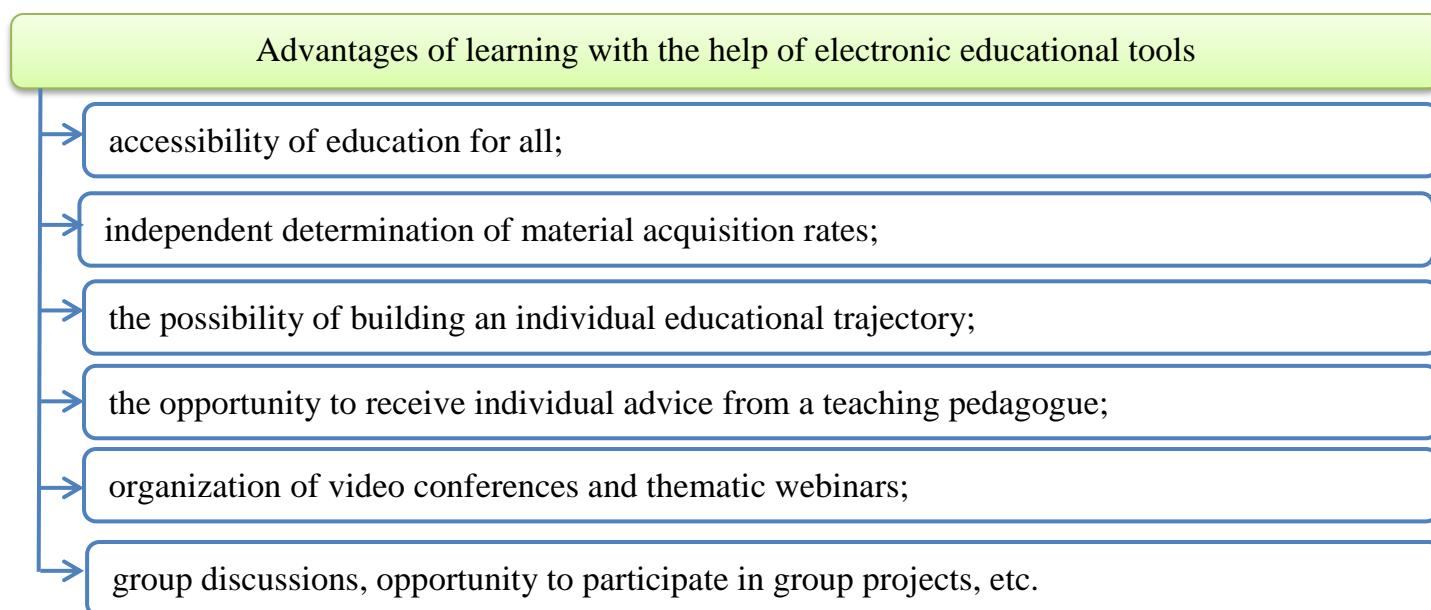 Advantages of learning with the help of electronic educational tools
accessibility of education for all;
independent determination of material acquisition rates;
the possibility of building an individual educational trajectory;
the opportunity to receive individual advice from a teaching pedagogue;
organization of video conferences and thematic webinars;
group discussions, opportunity to participate in group projects, etc.